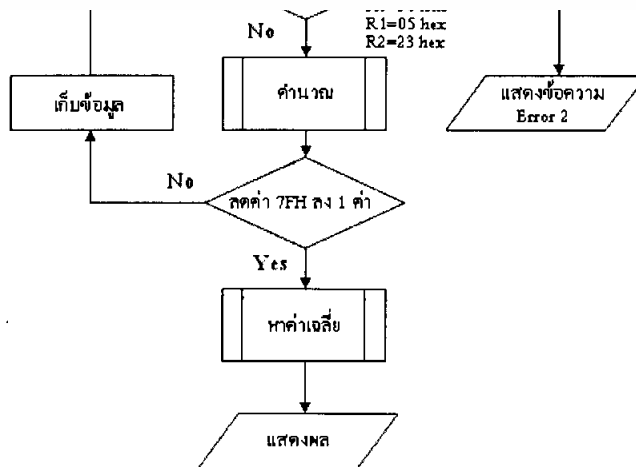 No
R1=05 hex
R2=23 hex
คำนวณ
เก็บข้อมูล
แสดงข้อความ
Error 2
No
ลดค่า 7FH ลง 1 ค่า
Yes
หาค่าเฉลี่ย
แสดงผล